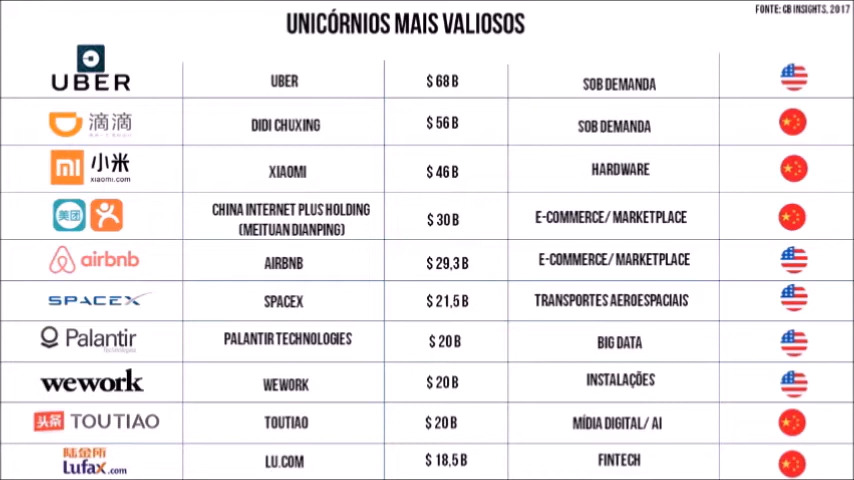 FONTE: CB INSIGHTS, 2017
UNICÓRNIOS MAIS VALIOSOS
UBER UBER $ 68 B SOB DEMANDA
滴滴 DIDI CHUXING $ 56 B SOB DEMANDA
小米 XIAOMI $ 46 B HARDWARE
xiaomi.com
美团 CHINA INTERNET PLUS HOLDING $ 30 B E-COMMERCE/ MARKETPLACE
(MEITUAN DIANPING)
airbnb AIRBNB $ 29,3 B E-COMMERCE/ MARKETPLACE
SPACEX SPACEX $ 21,5 B TRANSPORTES AEROESPACIAIS
Palantir PALANTIR TECHNOLOGIES $ 20 B BIG DATA
wework WEWORK $ 20 B INSTALAÇÕES
头条 TOUTIAO TOUTIAO $ 20 B MÍDIA DIGITAL/ AI
陆金所
Lufax.com LU.COM $ 18,5 B FINTECH